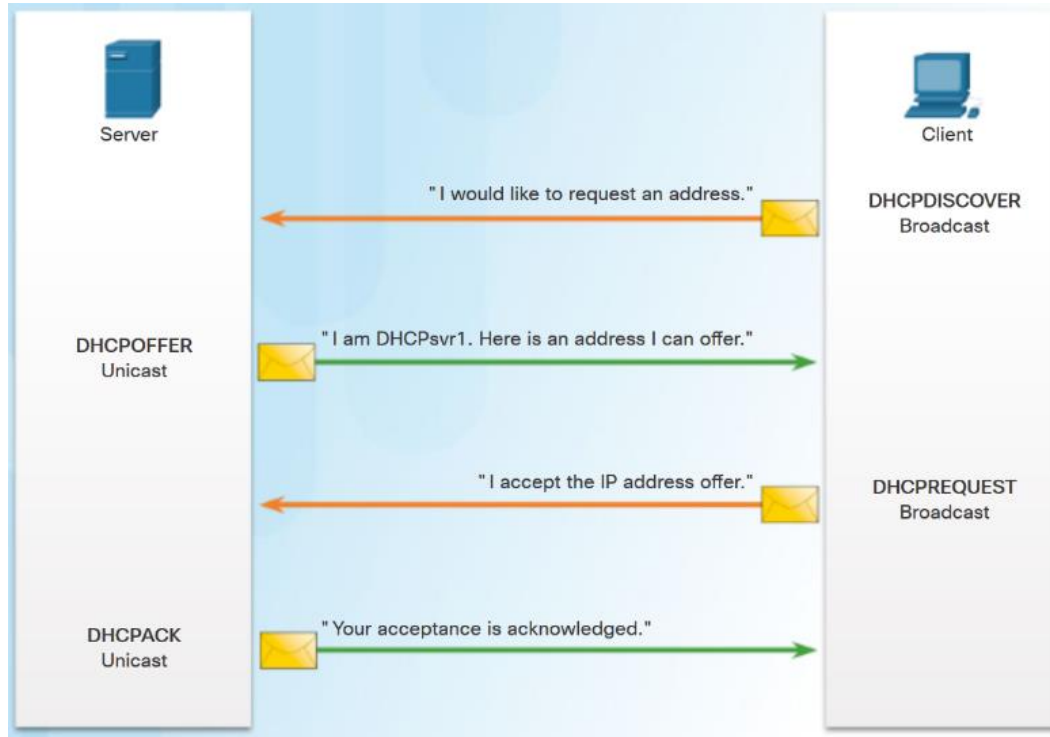 Server
Client
"I would like to request an address."
DHCPDISCOVER
Broadcast
DHCPOFFER
Unicast
"I am DHCPsvr1. Here is an address I can offer."
"I accept the IP address offer."
DHCPREQUEST
Broadcast
DHCPACK
Unicast
"Your acceptance is acknowledged."